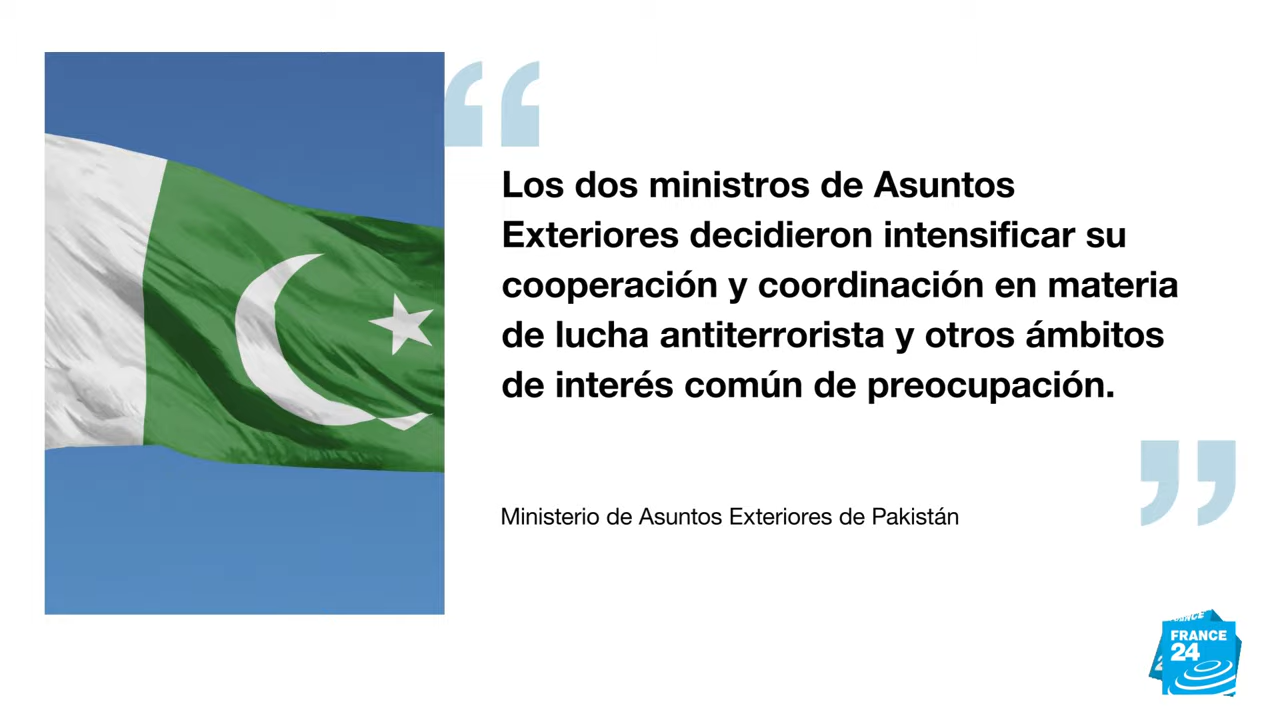 Los dos ministros de Asuntos
Exteriores decidieron intensificar su
cooperación y coordinación en materia
de lucha antiterrorista y otros ámbitos
de interés común de preocupación.
Ministerio de Asuntos Exteriores de Pakistán
FRANCE
24